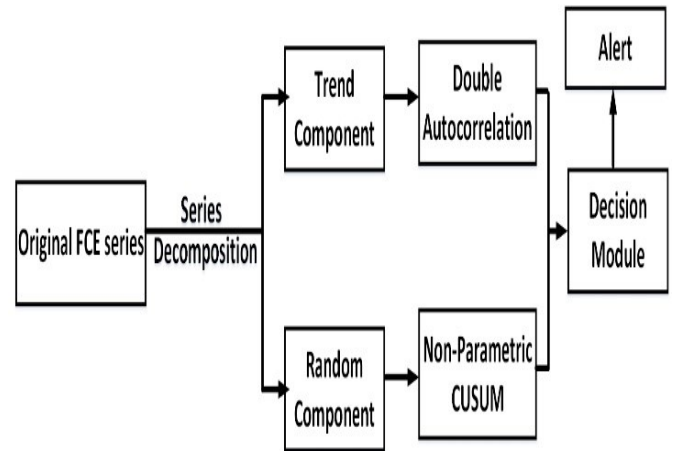 Original FCE series
Series
Decomposition
Trend
Component
Double
Autocorrelation
Random
Component
Non-Parametric
CUSUM
Decision
Module
Alert